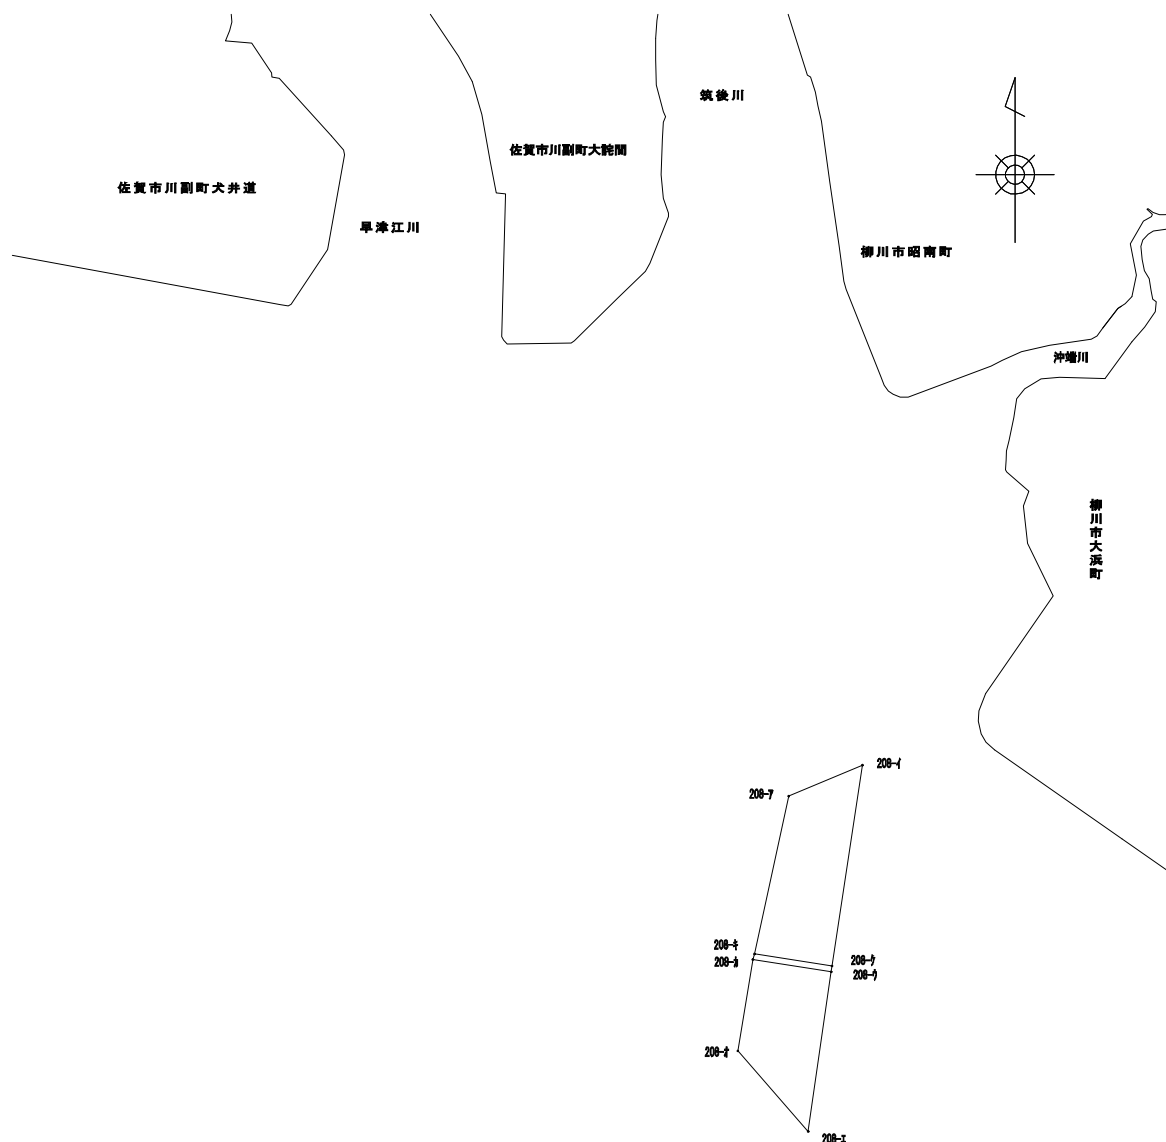 筑後川
佐賀市川副町大詫間
佐賀市川副町犬井道
早津江川
柳川市昭南町
沖端川
柳川市大浜町
208-イ
208-ア
208-キ
208-カ
208-ク
208-ウ
208-オ
208-エ